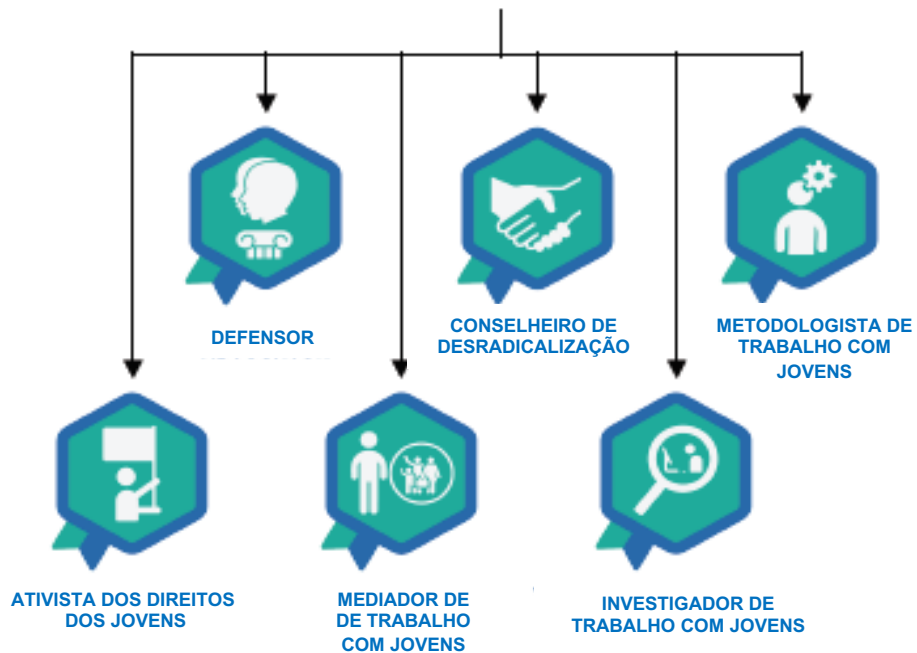 DEFENSOR
CONSELHEIRO DE
DESRADICALIZAÇÃO
METODOLOGISTA DE
TRABALHO COM
JOVENS
ATIVISTA DOS DIREITOS
DOS JOVENS
MEDIADOR DE
DE TRABALHO
COM JOVENS
INVESTIGADOR DE
TRABALHO COM JOVENS